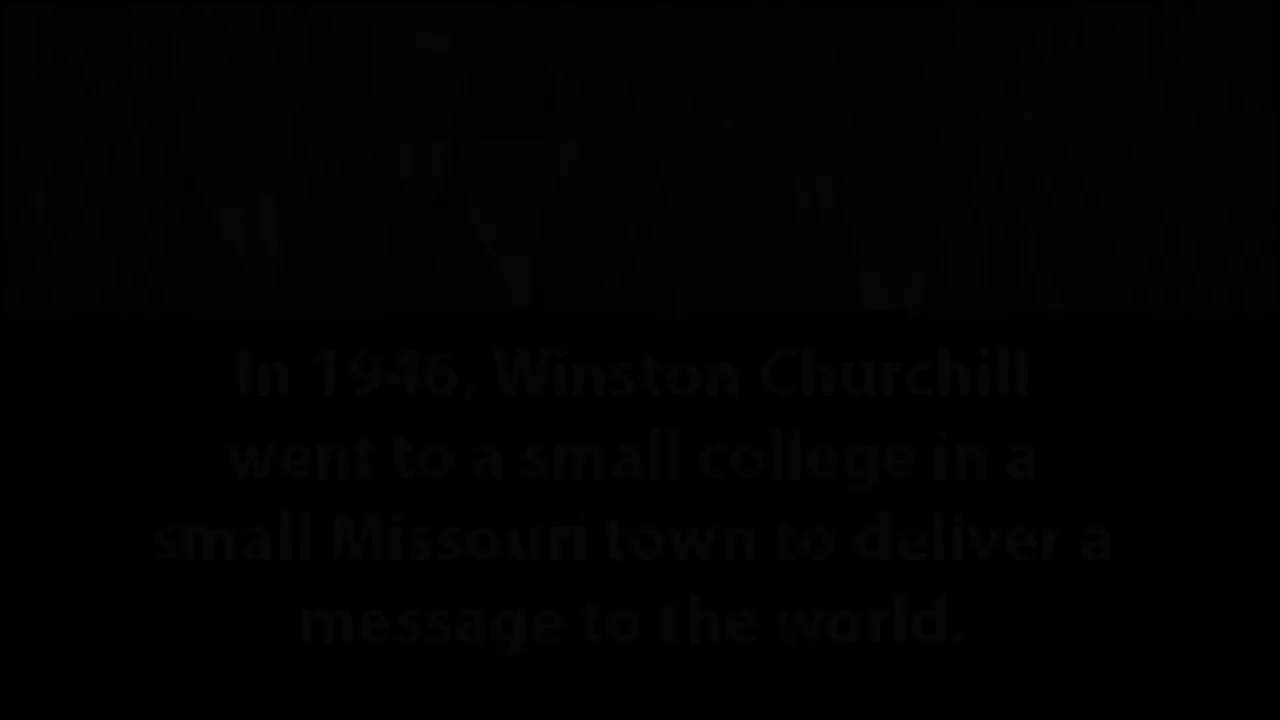 In 1946, Winston Churchill
went to a small college in a
small Missouri town to deliver a
message to the world.